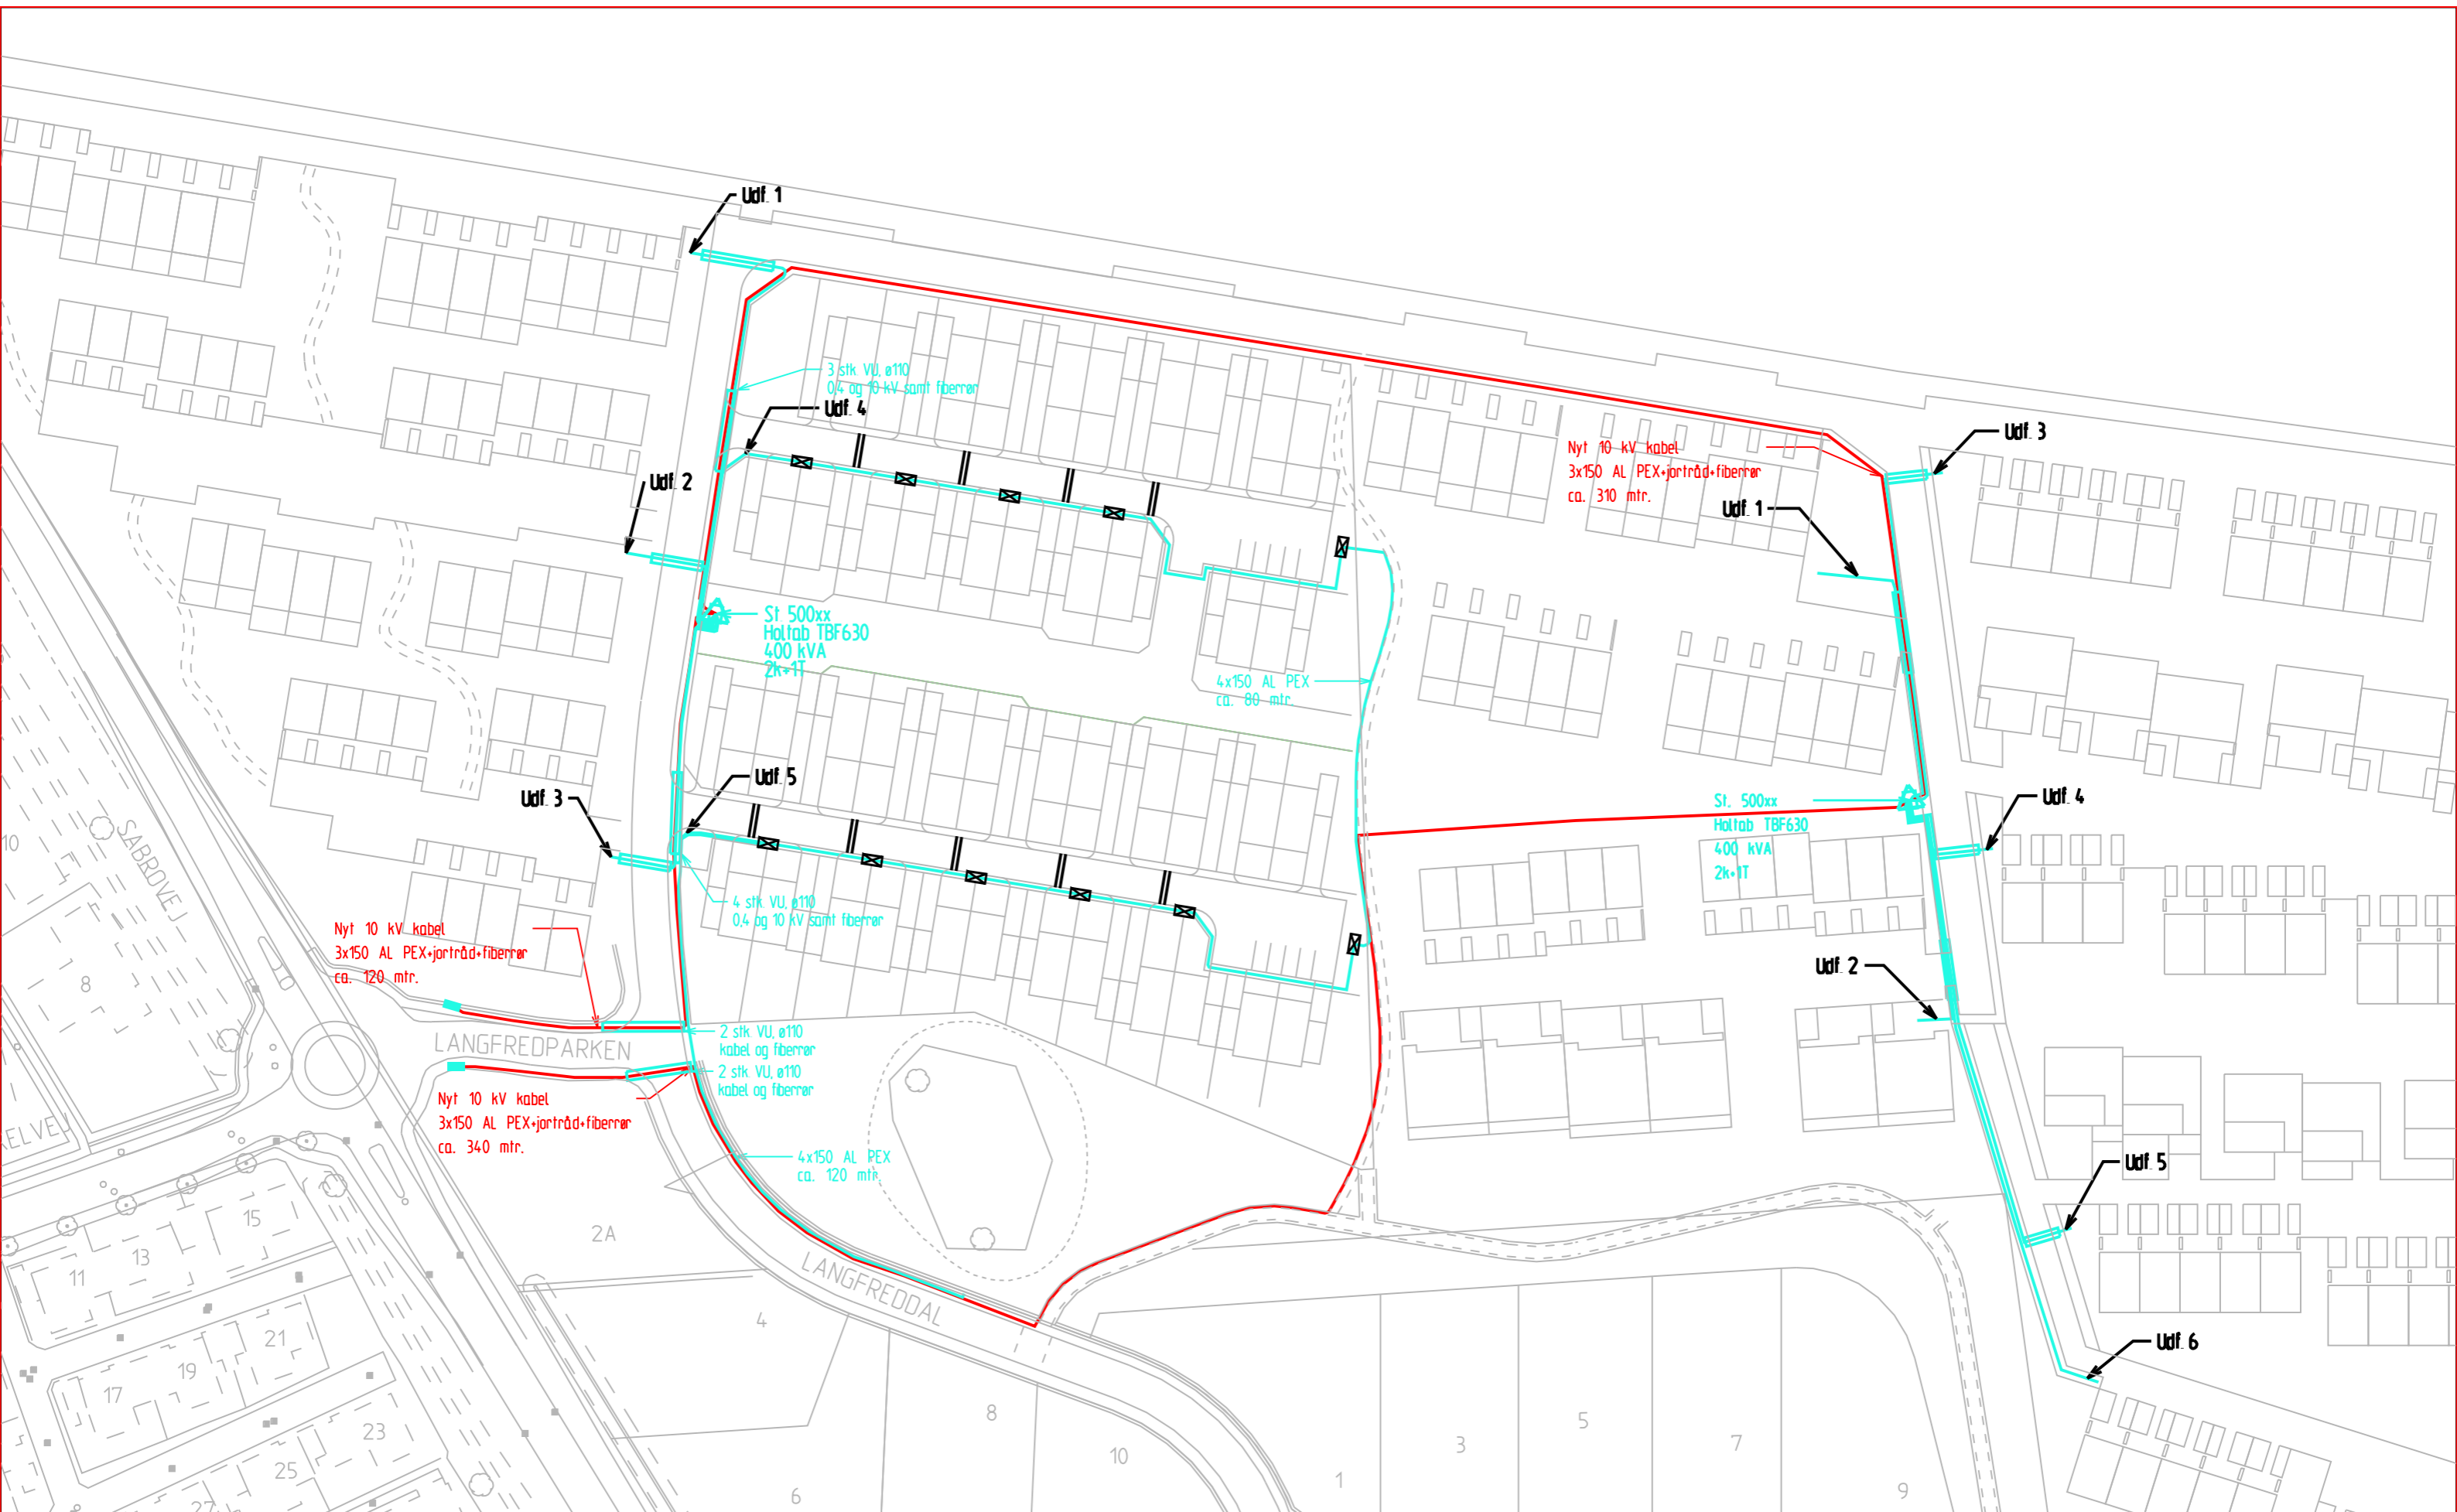 Udf. 1
3 stk VU, ø110
0,4 og 10 kV samt fiberrør
Udf. 4
Udf. 2
Nyt 10 kV kabel
3x150 AL PEX+jortråd+fiberrør
ca. 310 mtr.
Udf. 3
Udf. 1
St 500xx
Holtab TBF630
400 kVA
2k+1T
4x150 AL PEX
ca. 80 mtr.
Udf. 5
Udf. 3
St. 500xx
Holtab TBF630
400 kVA
2k+1T
Udf. 4
SABROVEJ
10
8
4 stk VU, ø110
0,4 og 10 kV samt fiberrør
Nyt 10 kV kabel
3x150 AL PEX+jortråd+fiberrør
ca. 120 mtr.
Udf. 2
LANGFREDPARKEN
2 stk VU, ø110
kabel og fiberrør
2 stk VU, ø110
kabel og fiberrør
Nyt 10 kV kabel
3x150 AL PEX+jortråd+fiberrør
ca. 340 mtr.
4x150 AL PEX
ca. 120 mtr.
ELVEJ
Udf. 5
15
13
11
2A
LANGFREDDAL
4
Udf. 6
21
19
17
23
25
27
6
8
10
1
3
5
7
9